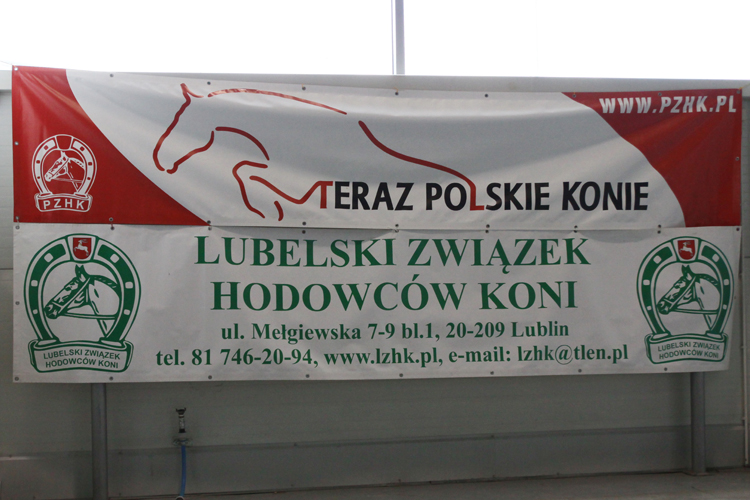 WWW.PZHK.PL
PZHK
TERAZ POLSKIE KONIE
LUBELSKI ZWIĄZEK
HODOWCÓW KONI
ul. Mełgiewska 7-9 bl.1, 20-209 Lublin
tel. 81 746-20-94, www.lzhk.pl, e-mail: lzhk@tlen.pl
LUBELSKI ZWIĄZEK
HODOWCÓW KONI
LUBELSKI ZWIĄZEK
HODOWCÓW KONI